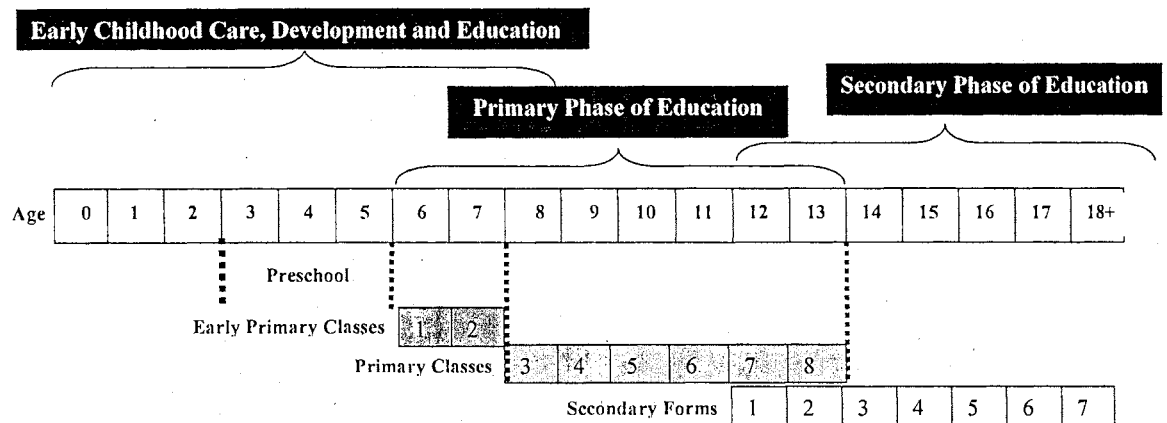 Early Childhood Care, Development and Education
Secondary Phase of Education
Primary Phase of Education
Age 0 1 2 3 4 5 6 7 8 9 10 11 12 13 14 15 16 17 18+
Preschool
Early Primary Classes 1 2
Primary Classes 3 4 5 6 7 8
Secondary Forms 1 2 3 4 5 6 7